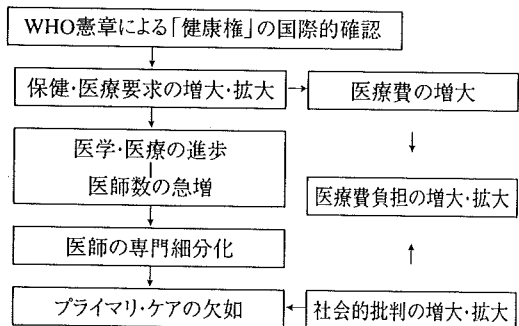 WHO憲章による「健康権」の国際的確認
保健・医療要求の増大・拡大
医療費の増大
医学・医療の進歩
医師数の急増
医療費負担の増大・拡大
医師の専門細分化
プライマリ・ケアの欠如
社会的批判の増大・拡大